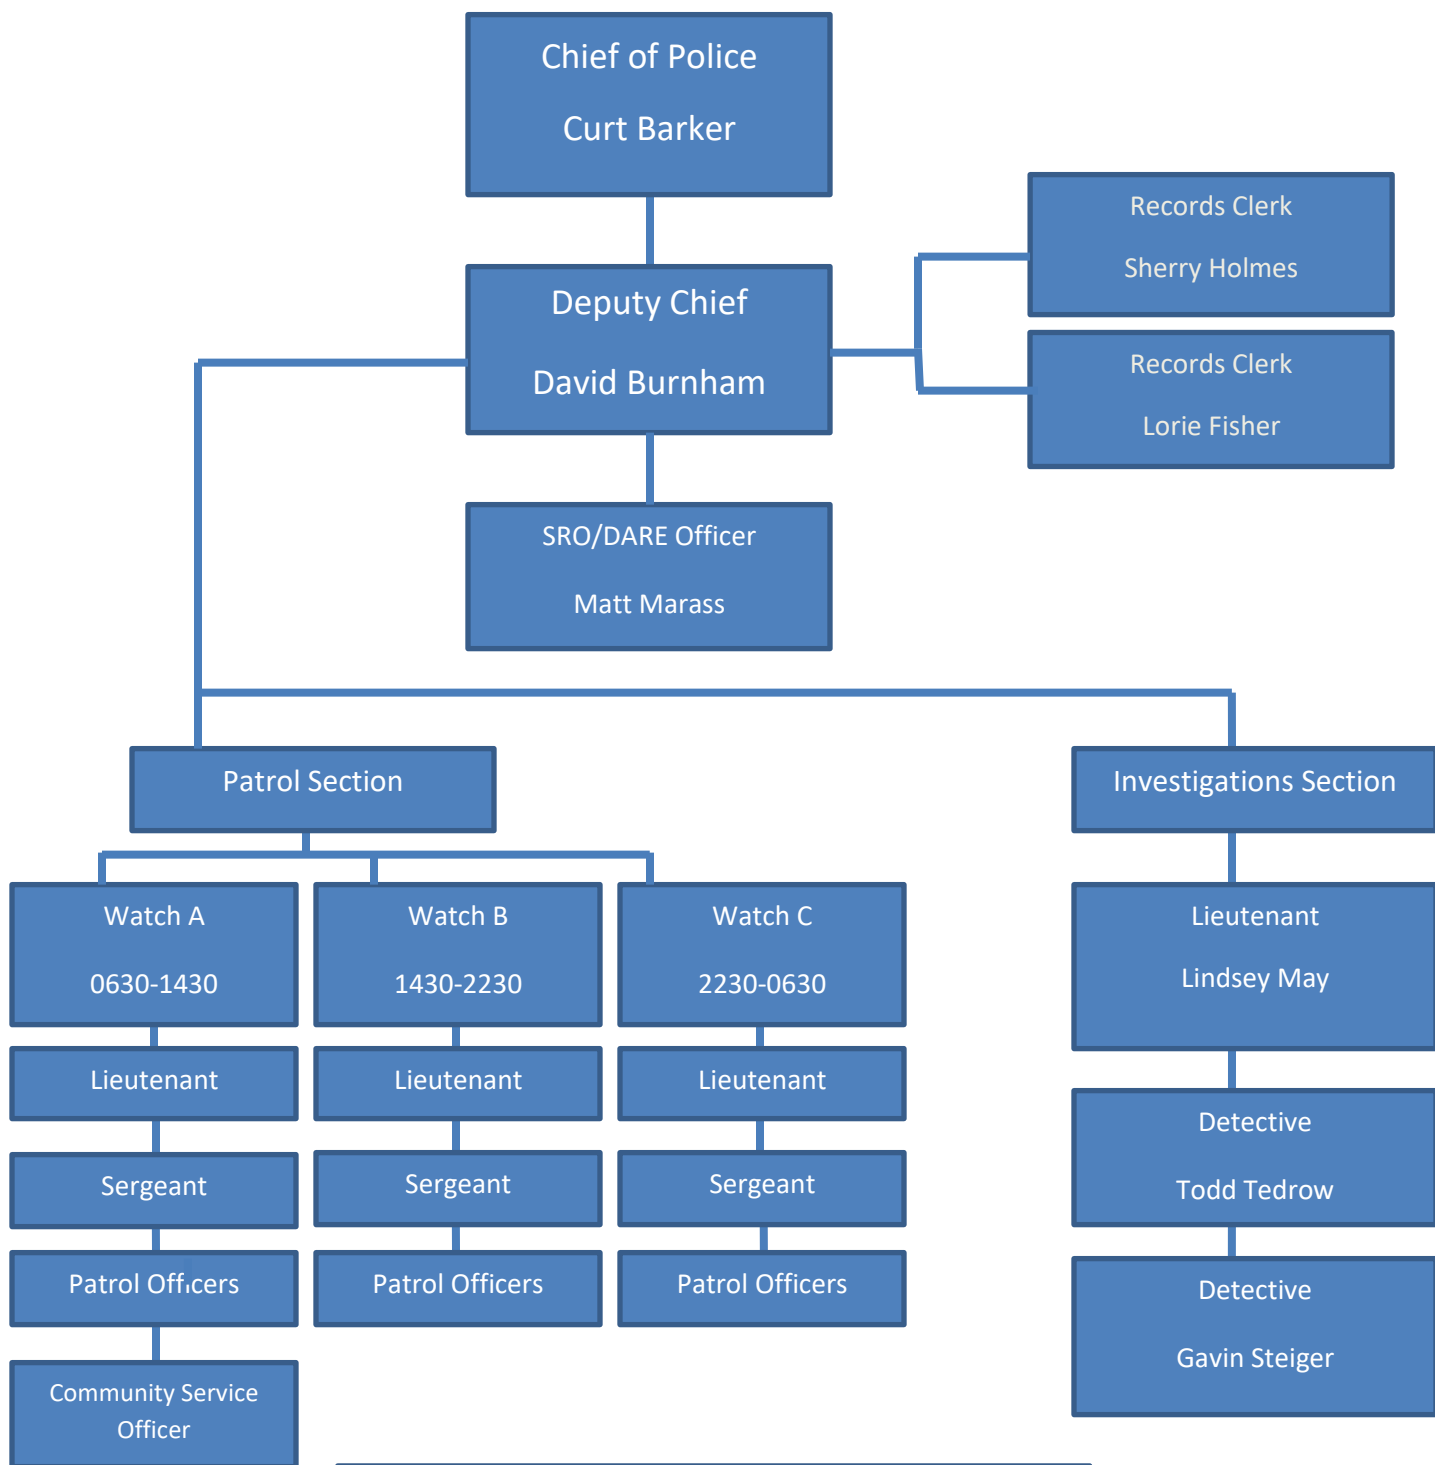 Chief of Police
Curt Barker
Records Clerk
Sherry Holmes
Deputy Chief
David Burnham
Records Clerk
Lorie Fisher
SRO/DARE Officer
Matt Marass
Patrol Section
Investigations Section
Watch A
0630-1430
Watch B
1430-2230
Watch C
2230-0630
Lieutenant
Lindsey May
Lieutenant
Lieutenant
Lieutenant
Detective
Todd Tedrow
Sergeant
Sergeant
Sergeant
Patrol Officers
Patrol Officers
Patrol Officers
Detective
Gavin Steiger
Community Service
Officer